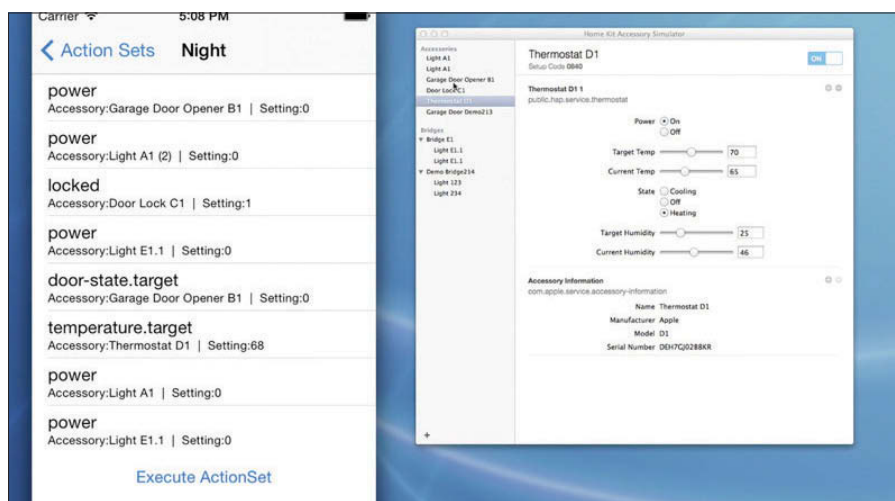 Carrier 5:08 PM
Action Sets Night
power
Accessory:Garage Door Opener B1 | Setting:0
power
Accessory:Light A1 (2) | Setting:0
locked
Accessory:Door Lock C1 | Setting:1
power
Accessory:Light E1.1 | Setting:0
door-state.target
Accessory:Garage Door Opener B1 | Setting:0
temperature.target
Accessory:Thermostat D1 | Setting:68
power
Accessory:Light A1 | Setting:0
power
Accessory:Light E1.1 | Setting:0
Execute ActionSet
Home Kit Accessory Simulator
Accessories
Light A1
Light A1
Garage Door Opener B1
Door Lock C1
Thermostat D1
Garage Door Demo213
Bridges
Bridge E1
Light E1.1
Light E1.1
Demo Bridge234
Light 123
Light 234
+
Thermostat D1
Setup Code 0840
ON
Thermostat D1 1
public.hap.service.thermostat
Power On
Off
Target Temp 70
Current Temp 65
State Cooling
Off
Heating
Target Humidity 25
Current Humidity 46
Accessory Information
com.apple.service.accessory-information
Name Thermostat D1
Manufacturer Apple
Model D1
Serial Number DEH7GJ0288KR